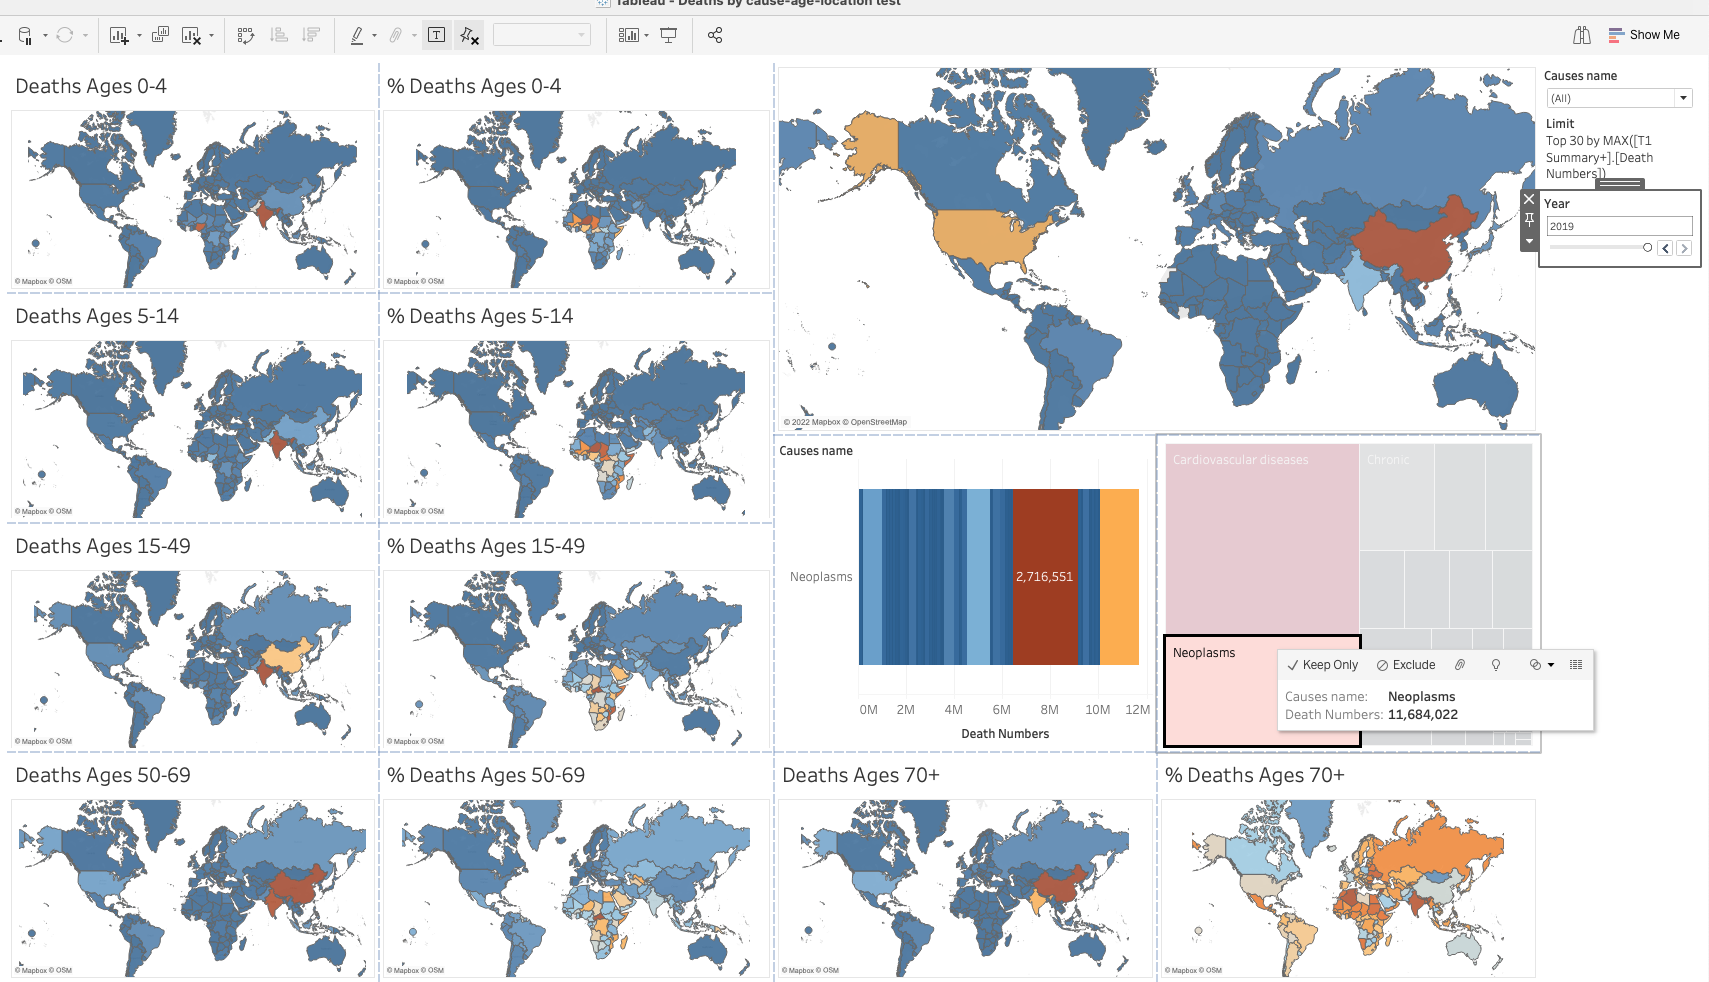 Tableau - Deaths by cause-age-location test
Show Me
Deaths Ages 0-4
% Deaths Ages 0-4
© Mapbox © OSM
© Mapbox © OSM
Deaths Ages 5-14
% Deaths Ages 5-14
© Mapbox © OSM
© Mapbox © OSM
Deaths Ages 15-49
% Deaths Ages 15-49
© Mapbox © OSM
© Mapbox © OSM
© 2022 Mapbox © OpenStreetMap
Causes name
(All)
Limit
Top 30 by MAX([T1
Summary+].[Death
Numbers])
Year
2019
Causes name
Neoplasms
2,716,551
0M 2M 4M 6M 8M 10M 12M
Death Numbers
Cardiovascular diseases
Chronic
Neoplasms
Keep Only
Exclude
Causes name: Neoplasms
Death Numbers: 11,684,022
Deaths Ages 50-69
% Deaths Ages 50-69
Deaths Ages 70+
% Deaths Ages 70+
© Mapbox © OSM
© Mapbox © OSM
© Mapbox © OSM
© Mapbox © OSM